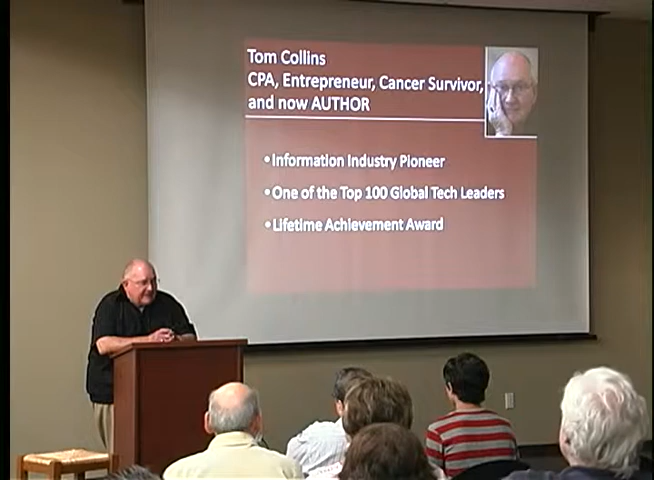 Tom Collins
CPA, Entrepreneur, Cancer Survivor,
and now AUTHOR
•Information Industry Pioneer
•One of the Top 100 Global Tech Leaders
•Lifetime Achievement Award